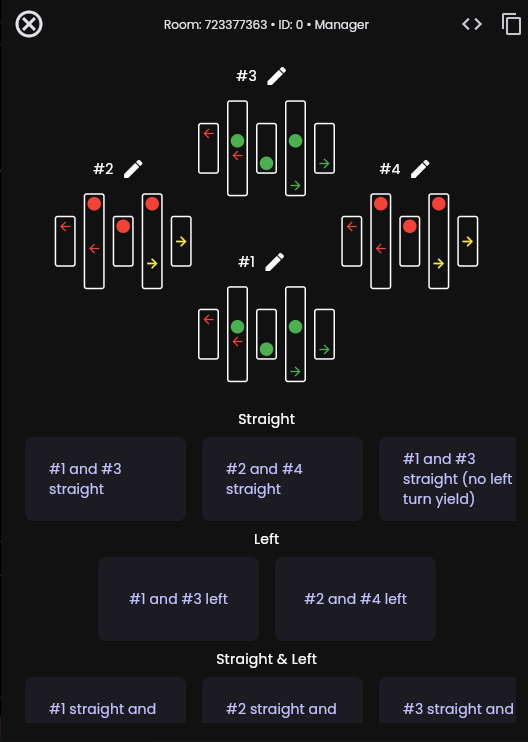 Room: 723377363 • ID: 0 • Manager
#3
#2
#4
#1
Straight
#1 and #3
straight
#2 and #4
straight
#1 and #3
straight (no left
turn yield)
Left
#1 and #3 left
#2 and #4 left
Straight & Left
#1 straight and
#2 straight and
#3 straight and